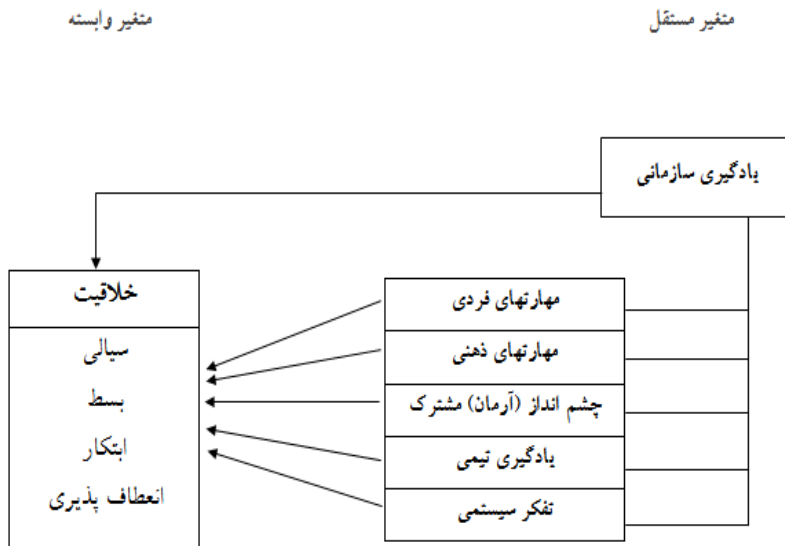 متغیر مستقل
متغیر وابسته
یادگیری سازمانی
خلاقیت
سیالی
بسط
ابتکار
انعطاف پذیری
مهارتهای فردی
مهارتهای ذهنی
چشم انداز (آرمان) مشترک
یادگیری تیمی
تفکر سیستمی